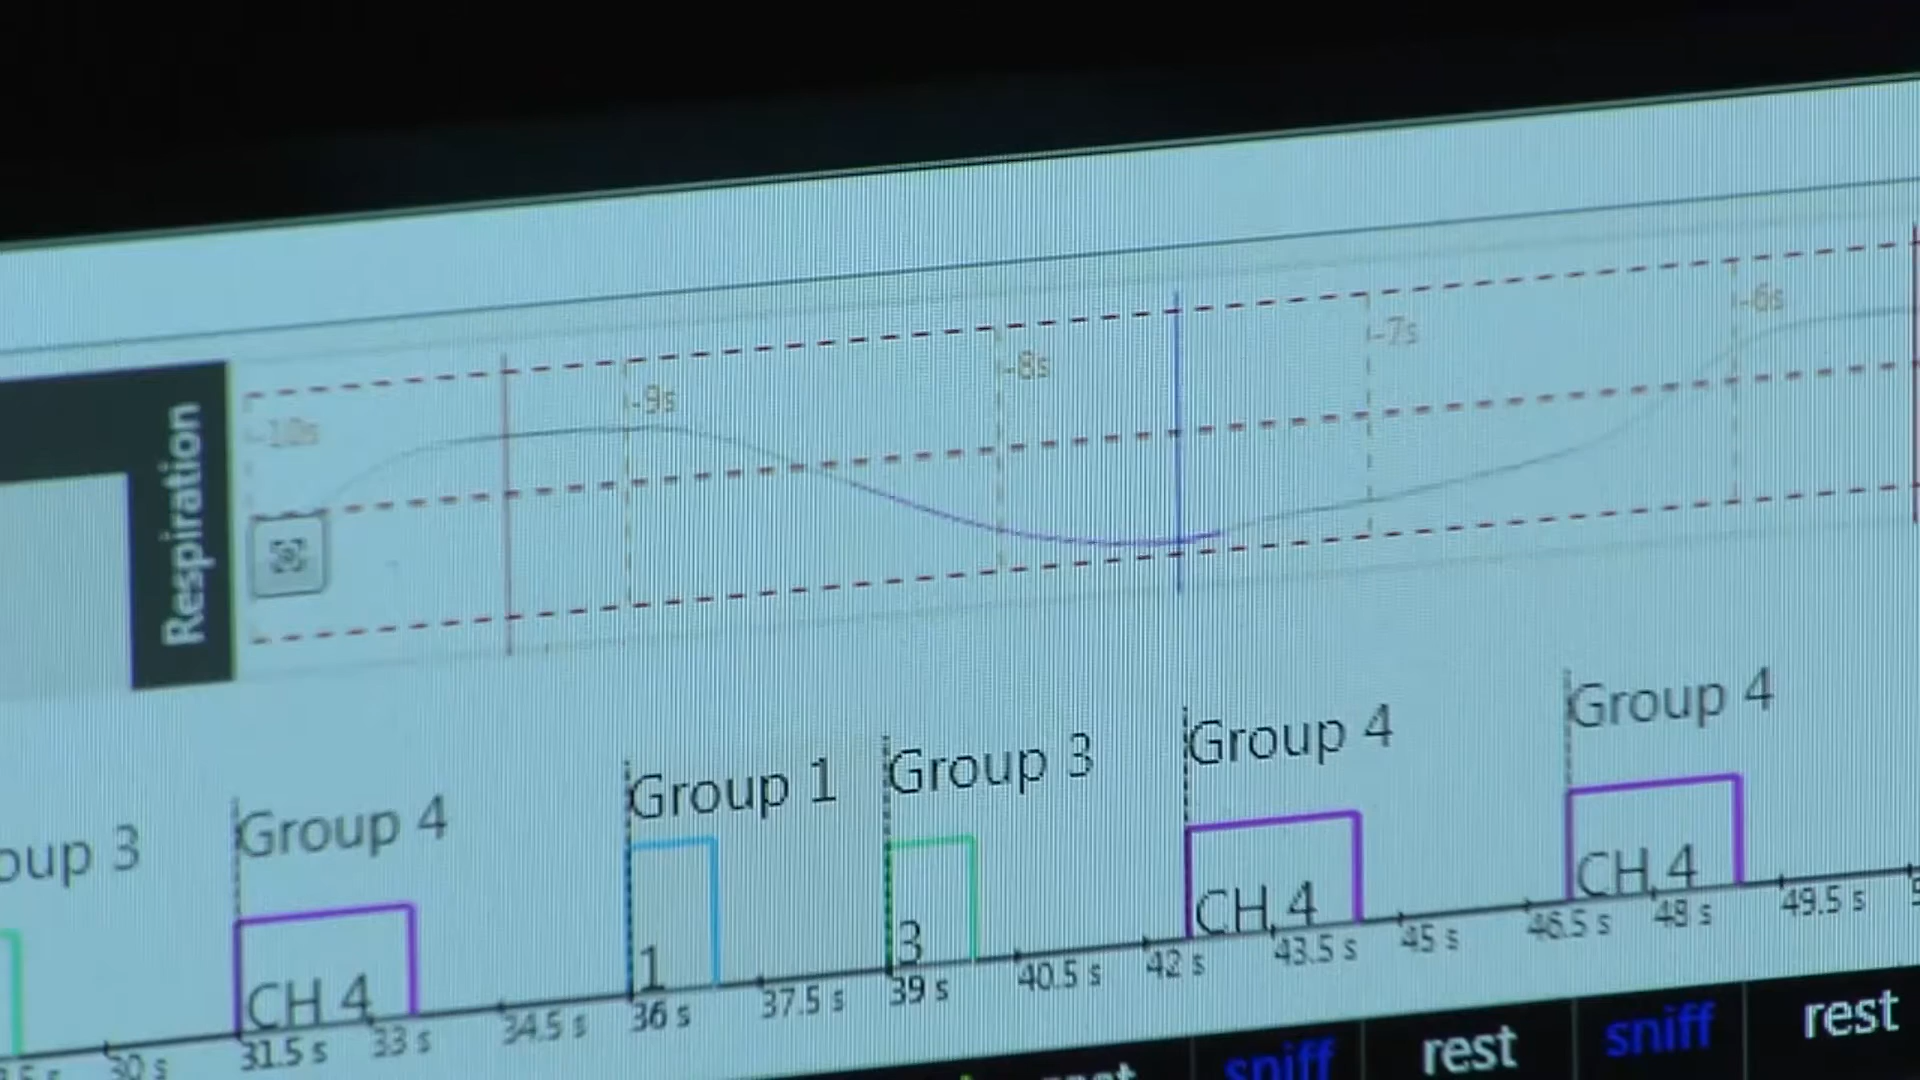 Respiration
-10s
-9s
-8s
-7s
-6s
oup 3
Group 4
Group 1
Group 3
Group 4
Group 4
CH 4
1
3
CH 4
CH 4
30 s
31.5 s
33 s
34.5 s
36 s
37.5 s
39 s
40.5 s
42 s
43.5 s
45 s
46.5 s
48 s
49.5 s
sniff
rest
sniff
rest